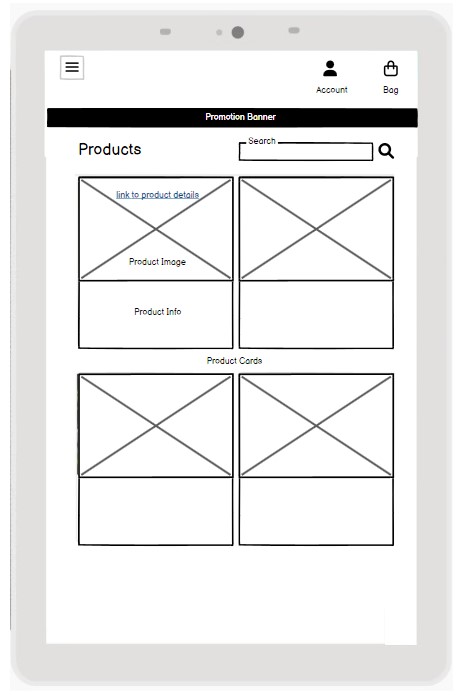 Account
Bag
Promotion Banner
Products
Search
link to product details
Product Image
Product Info
Product Cards